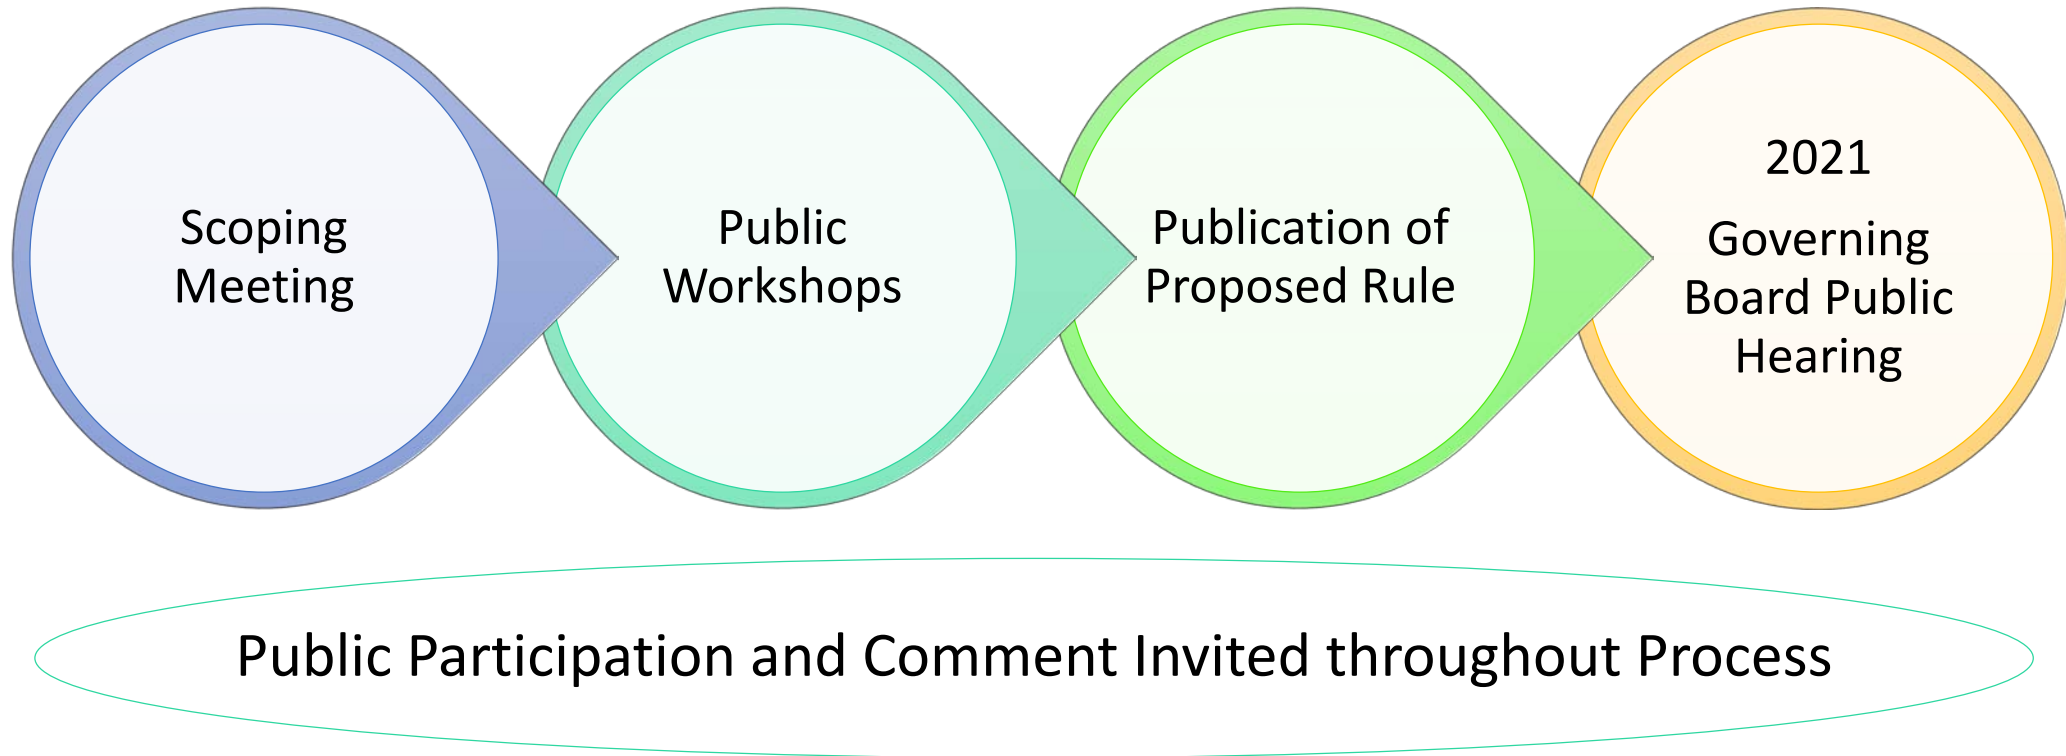 Scoping
Meeting
Public
Workshops
Publication of
Proposed Rule
2021
Governing
Board Public
Hearing
Public Participation and Comment Invited throughout Process